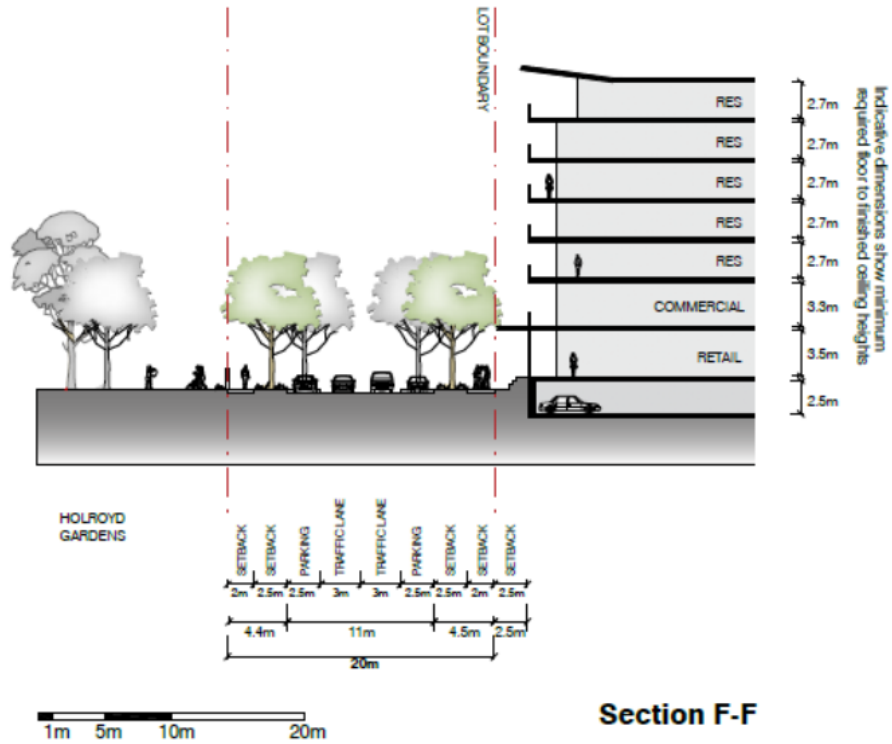 LOT BOUNDARY
RES
2.7m
RES
2.7m
RES
2.7m
RES
2.7m
RES
2.7m
COMMERCIAL
3.3m
RETAIL
3.5m
2.5m
Indicative dimensions show minimum
required floor to finished ceiling heights
HOLROYD
GARDENS
SETBACK
SETBACK
PARKING
TRAFFIC LANE
TRAFFIC LANE
PARKING
SETBACK
SETBACK
SETBACK
2m 2.5m 2.5m 3m 3m 2.5m 2.5m 2m 2.5m
4.4m 11m 4.5m 2.5m
20m
1m 5m 10m 20m
Section F-F